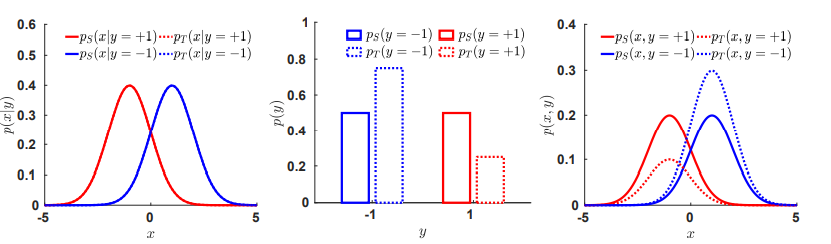 0.6
0.5
0.4
0.3
0.2
0.1
0
p(x|y)
p_S(x|y = +1) p_T(x|y = +1)
p_S(x|y = −1) p_T(x|y = −1)
-5 0 5
x
1
0.8
0.6
0.4
0.2
0
p(y)
p_S(y = −1) p_S(y = +1)
p_T(y = −1) p_T(y = +1)
-1 1
y
0.4
0.3
0.2
0.1
0
p(x, y)
p_S(x, y = +1) p_T(x, y = +1)
p_S(x, y = −1) p_T(x, y = −1)
-5 0 5
x